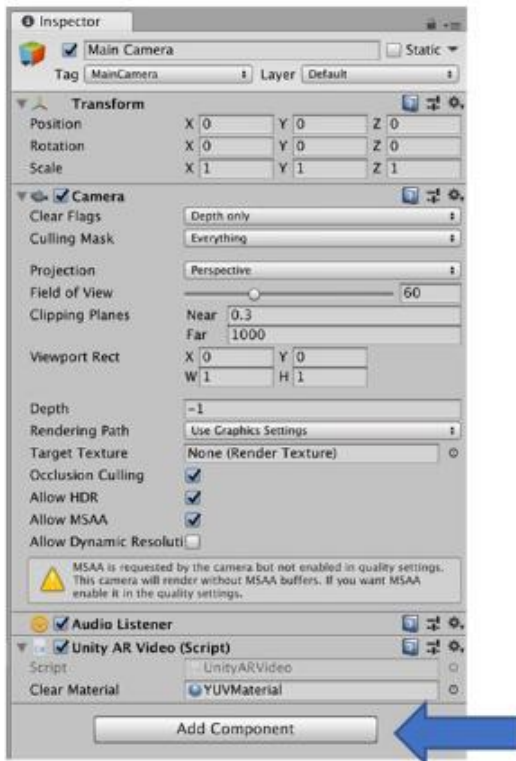 Inspector
Main Camera Static
Tag MainCamera Layer Default
Transform
Position X 0 Y 0 Z 0
Rotation X 0 Y 0 Z 0
Scale X 1 Y 1 Z 1
Camera
Clear Flags Depth only
Culling Mask Everything
Projection Perspective
Field of View 60
Clipping Planes Near 0.3
Far 1000
Viewport Rect X 0 Y 0
W 1 H 1
Depth -1
Rendering Path Use Graphics Settings
Target Texture None (Render Texture)
Occlusion Culling
Allow HDR
Allow MSAA
Allow Dynamic Resoluti
MSAA is requested by the camera but not enabled in quality settings.
This camera will render without MSAA buffers. If you want MSAA
enable it in the quality settings.
Audio Listener
Unity AR Video (Script)
Script UnityARVideo
Clear Material YUVMaterial
Add Component